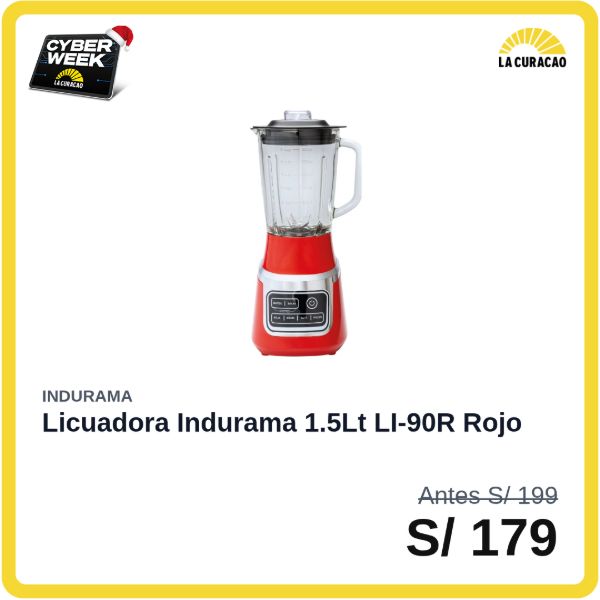 CYBER
WEEK
LA CURACAO
LA CURACAO
INDURAMA
Licuadora Indurama 1.5Lt LI-90R Rojo
Antes S/ 199
S/ 179